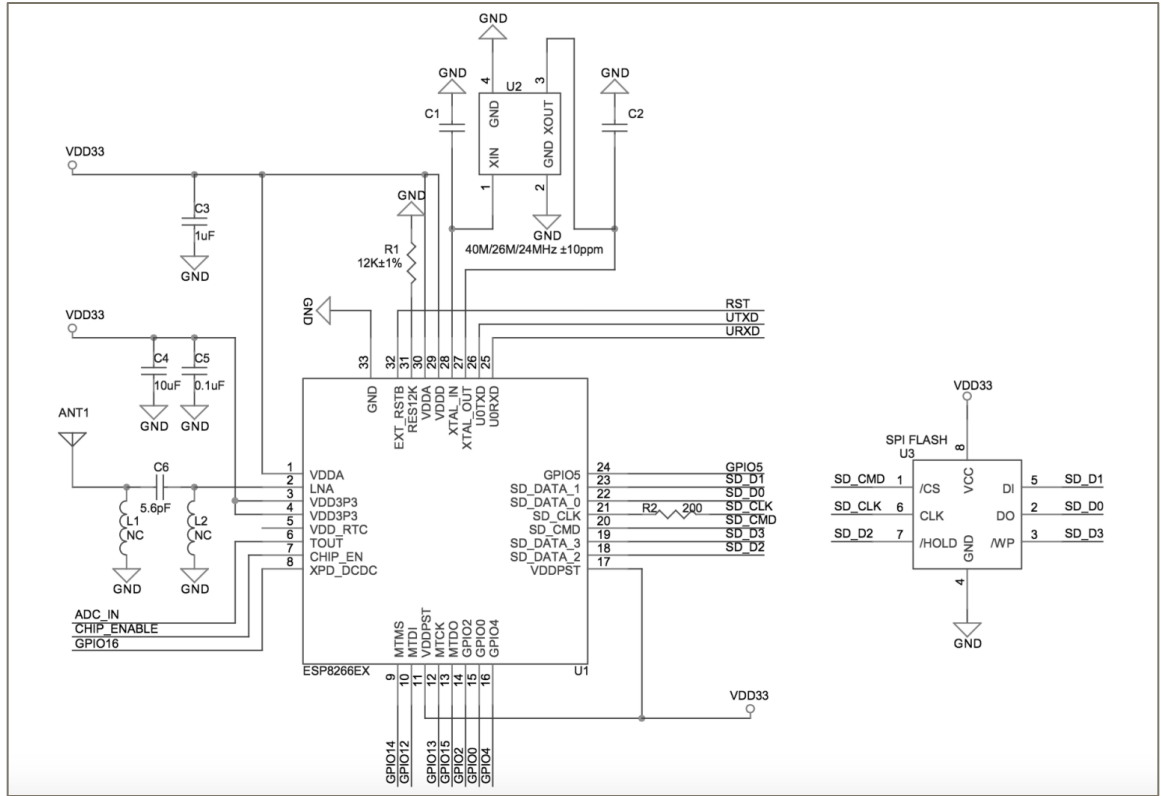 GND
4
3
U2
GND
XOUT
XIN
GND
1
2
GND
C1
GND
C2
GND
40M/26M/24MHz ±10ppm
VDD33
C3
1uF
GND
GND
R1
12K±1%
GND
RST
UTXD
URXD
VDD33
C4
10uF
GND
C5
0.1uF
GND
ANT1
C6
5.6pF
L1
NC
GND
L2
NC
GND
33
32
31
30
29
28
27
26
25
GND
EXT_RSTB
RES12K
VDDA
VDDD
XTAL_IN
XTAL_OUT
U0TXD
U0RXD
1 VDDA
2 LNA
3 VDD3P3
4 VDD3P3
5 VDD_RTC
6 TOUT
7 CHIP_EN
8 XPD_DCDC
GPIO5 24 GPIO5
SD_DATA_1 23 SD_D1
SD_DATA_0 22 SD_D0
SD_CLK 21 R2 200 SD_CLK
SD_CMD 20 SD_CMD
SD_DATA_3 19 SD_D3
SD_DATA_2 18 SD_D2
VDDPST 17
ADC_IN
CHIP_ENABLE
GPIO16
MTMS
MTDI
VDDPST
MTCK
MTDO
GPIO2
GPIO0
GPIO4
ESP8266EX
U1
9
10
11
12
13
14
15
16
GPIO14
GPIO12
GPIO13
GPIO15
GPIO2
GPIO0
GPIO4
VDD33
VDD33
8
SPI FLASH
U3
VCC
SD_CMD 1 /CS
SD_CLK 6 CLK
SD_D2 7 /HOLD
DI 5 SD_D1
DO 2 SD_D0
/WP 3 SD_D3
GND
4
GND